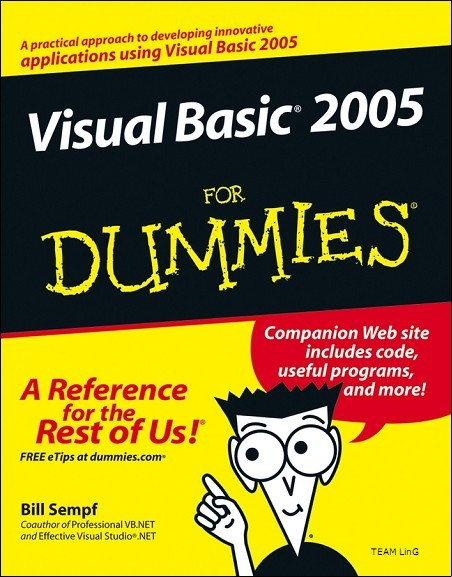 A practical approach to developing innovative
applications using Visual Basic 2005
Visual Basic® 2005
FOR
DUMMIES®
Companion Web site
includes code,
useful programs,
and more!
A Reference
for the
Rest of Us!®
FREE eTips at dummies.com®
Bill Sempf
Coauthor of Professional VB.NET
and Effective Visual Studio®.NET
TEAM LinG